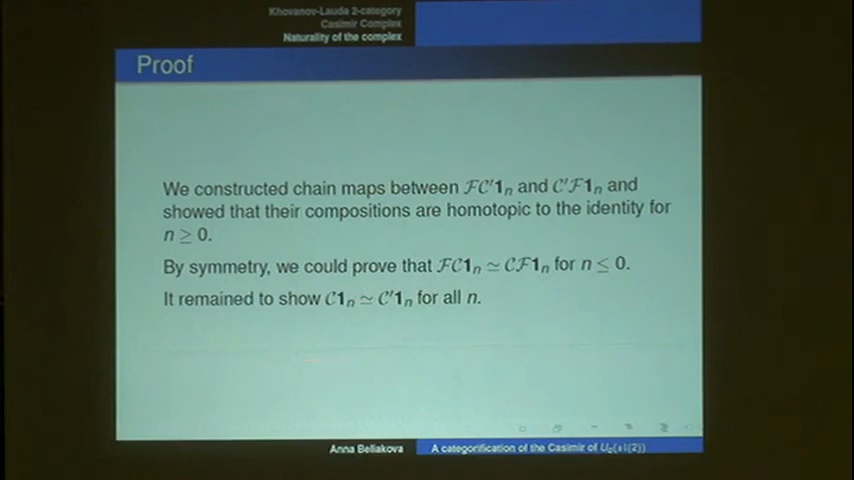 Khovanov-Lauda 2-category
Casimir Complex
Naturality of the complex
Proof
We constructed chain maps between ℱ𝒞′𝟏ₙ and 𝒞′ℱ𝟏ₙ and
showed that their compositions are homotopic to the identity for
n ≥ 0.
By symmetry, we could prove that ℱ𝒞𝟏ₙ ≃ 𝒞ℱ𝟏ₙ for n ≤ 0.
It remained to show 𝒞𝟏ₙ ≃ 𝒞′𝟏ₙ for all n.
Anna Beliakova
A categorification of the Casimir of U_q(sl(2))